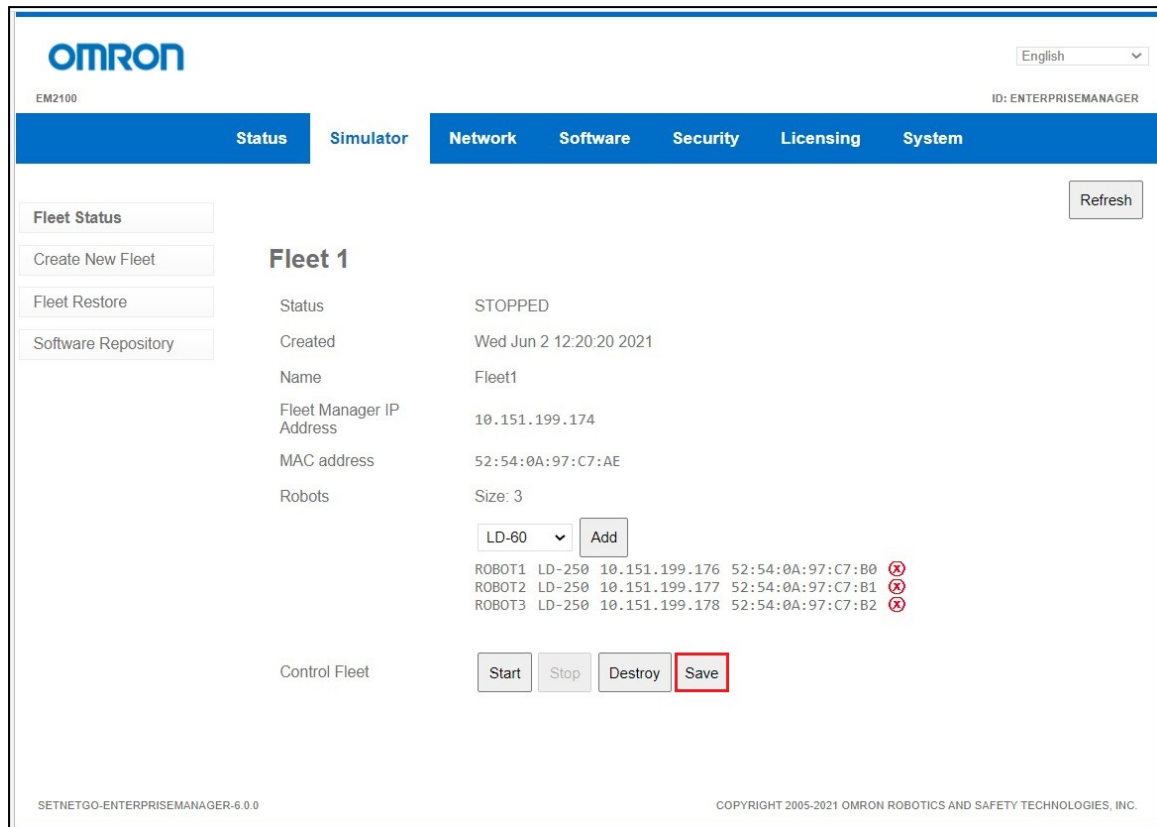 OMRON
English
EM2100
ID: ENTERPRISEMANAGER
Status Simulator Network Software Security Licensing System
Refresh
Fleet Status
Create New Fleet
Fleet Restore
Software Repository
Fleet 1
Status STOPPED
Created Wed Jun 2 12:20:20 2021
Name Fleet1
Fleet Manager IP
Address
10.151.199.174
MAC address 52:54:0A:97:C7:AE
Robots Size: 3
LD-60 Add
ROBOT1 LD-250 10.151.199.176 52:54:0A:97:C7:B0
ROBOT2 LD-250 10.151.199.177 52:54:0A:97:C7:B1
ROBOT3 LD-250 10.151.199.178 52:54:0A:97:C7:B2
Control Fleet Start Stop Destroy Save
SETNETGO-ENTERPRISEMANAGER-6.0.0
COPYRIGHT 2005-2021 OMRON ROBOTICS AND SAFETY TECHNOLOGIES, INC.